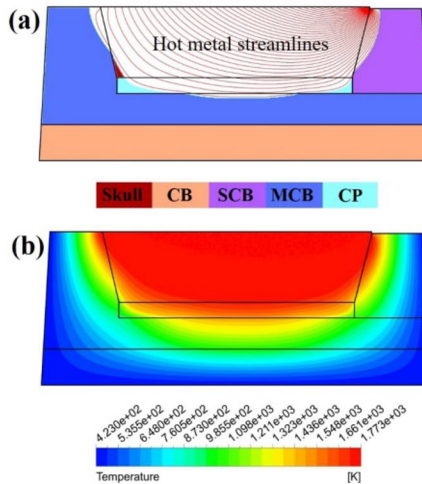 (a)
Hot metal streamlines
Skull CB SCB MCB CP
(b)
4.230e+02 5.355e+02 6.480e+02 7.605e+02 8.730e+02 9.855e+02 1.098e+03 1.211e+03 1.323e+03 1.436e+03 1.548e+03 1.661e+03 1.773e+03
Temperature [K]